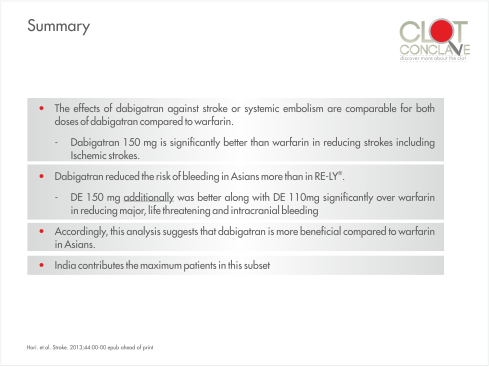 Summary
CLOT
CONCLAVE
discover more about the clot
• The effects of dabigatran against stroke or systemic embolism are comparable for both
doses of dabigatran compared to warfarin.
- Dabigatran 150 mg is significantly better than warfarin in reducing strokes including
Ischemic strokes.
• Dabigatran reduced the risk of bleeding in Asians more than in RE-LY®.
- DE 150 mg additionally was better along with DE 110mg significantly over warfarin
in reducing major, life threatening and intracranial bleeding
• Accordingly, this analysis suggests that dabigatran is more beneficial compared to warfarin
in Asians.
• India contributes the maximum patients in this subset
Hori. et.al. Stroke. 2013;44:00-00 epub ahead of print